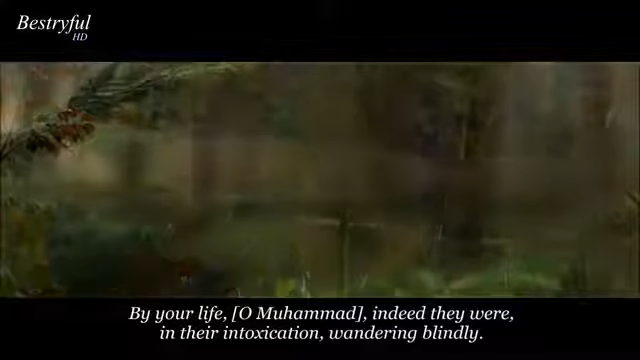 Bestryful
HD
By your life, [O Muhammad], indeed they were,
in their intoxication, wandering blindly.